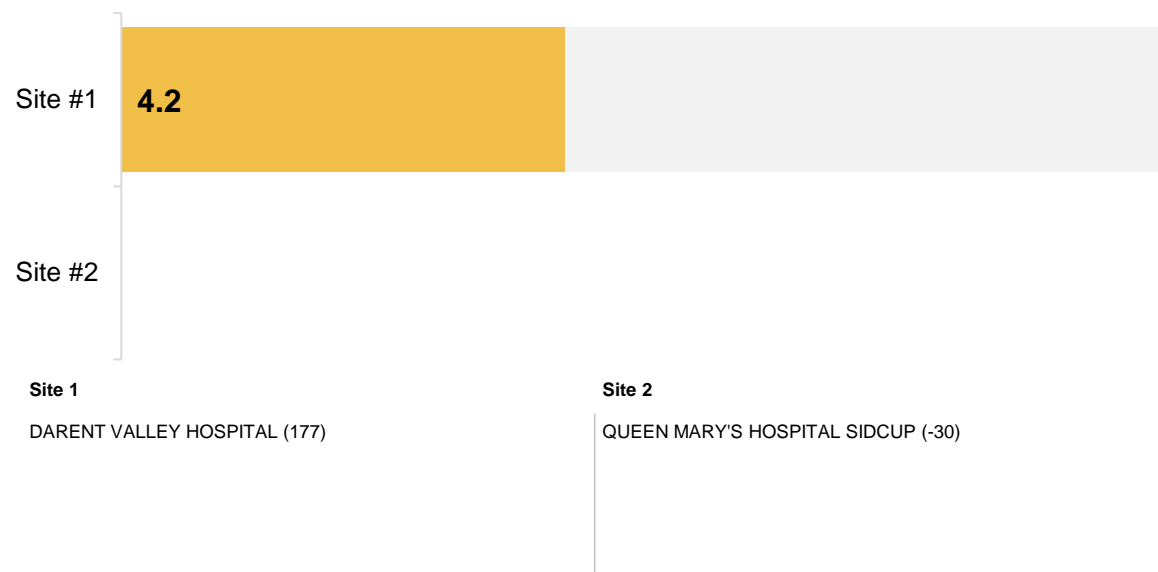 Site #1
4.2
Site #2
Site 1
Site 2
DARENT VALLEY HOSPITAL (177)
QUEEN MARY'S HOSPITAL SIDCUP (-30)